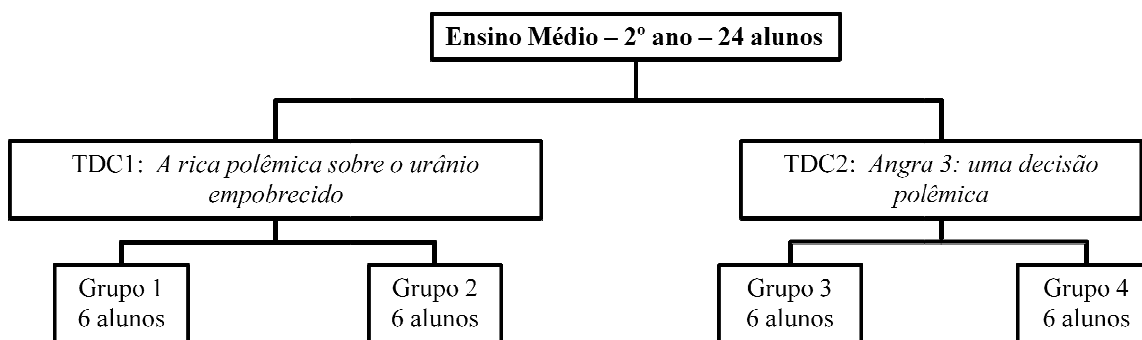 Ensino Médio – 2º ano – 24 alunos
TDC1: A rica polêmica sobre o urânio
empobrecido
TDC2: Angra 3: uma decisão
polêmica
Grupo 1
6 alunos
Grupo 2
6 alunos
Grupo 3
6 alunos
Grupo 4
6 alunos